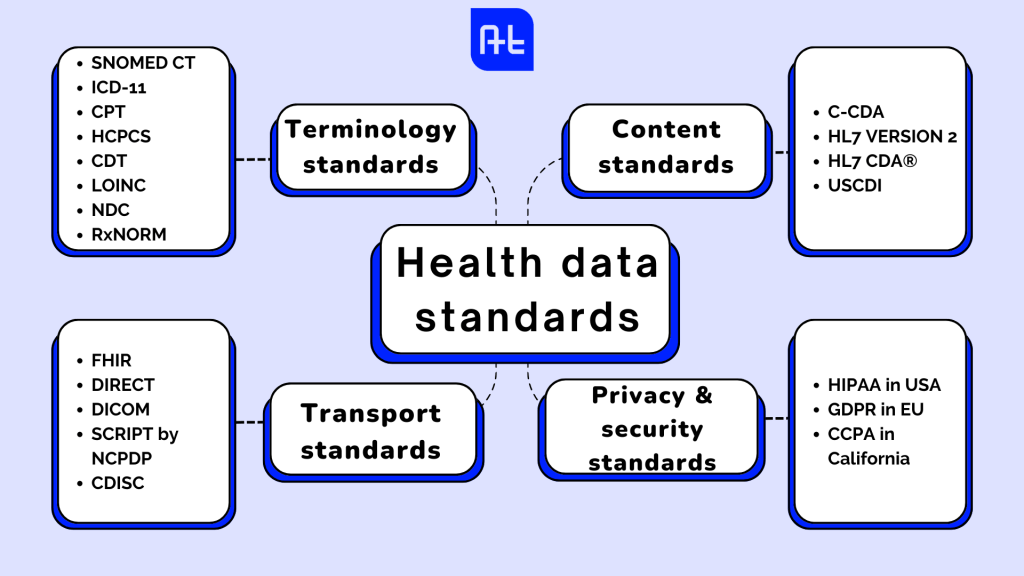 At
• SNOMED CT
• ICD-11
• CPT
• HCPCS
• CDT
• LOINC
• NDC
• RxNORM
Terminology
standards
Content
standards
• C-CDA
• HL7 VERSION 2
• HL7 CDA®
• USCDI
Health data
standards
• FHIR
• DIRECT
• DICOM
• SCRIPT by
NCPDP
• CDISC
Transport
standards
Privacy &
security
standards
• HIPAA in USA
• GDPR in EU
• CCPA in
California